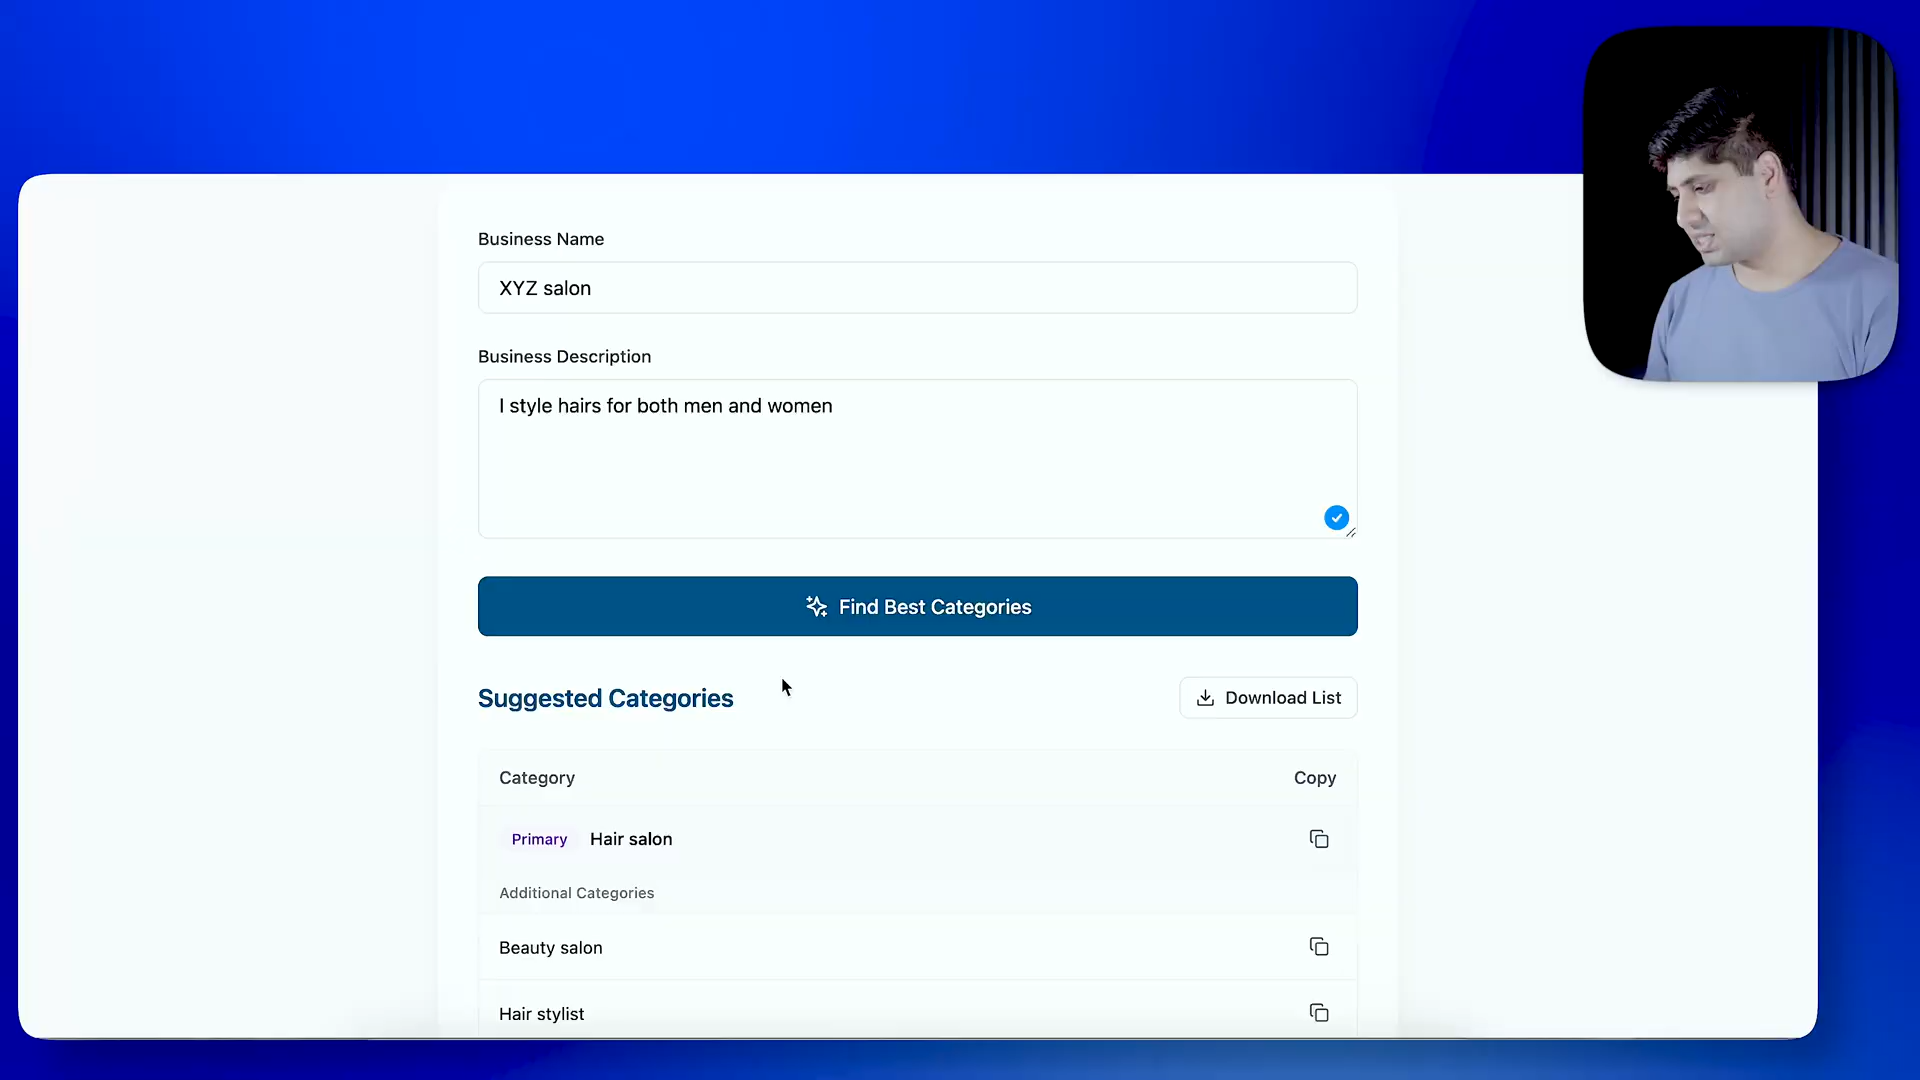 Business Name
XYZ salon
Business Description
I style hairs for both men and women
Find Best Categories
Suggested Categories
Download List
Category Copy
Primary Hair salon
Additional Categories
Beauty salon
Hair stylist